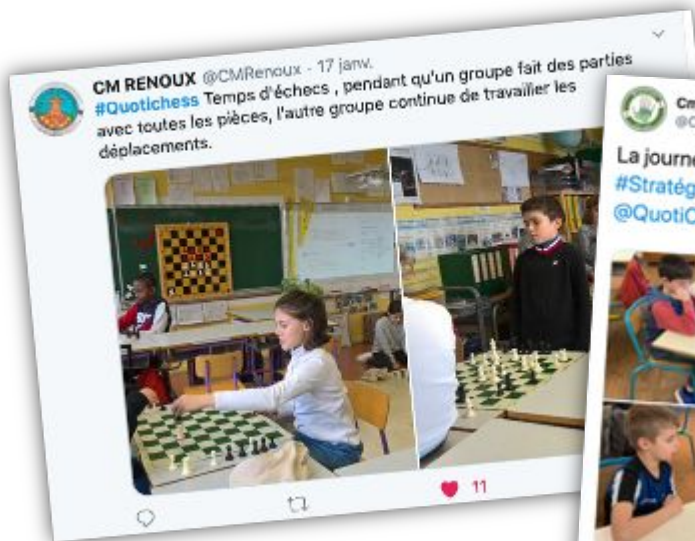 CM RENOUX @CMRenoux - 17 janv.
#Quotichess Temps d'échecs , pendant qu'un groupe fait des parties
avec toutes les pièces, l'autre groupe continue de travailler les
déplacements.
11
La journ
#Stratég
@QuotiC